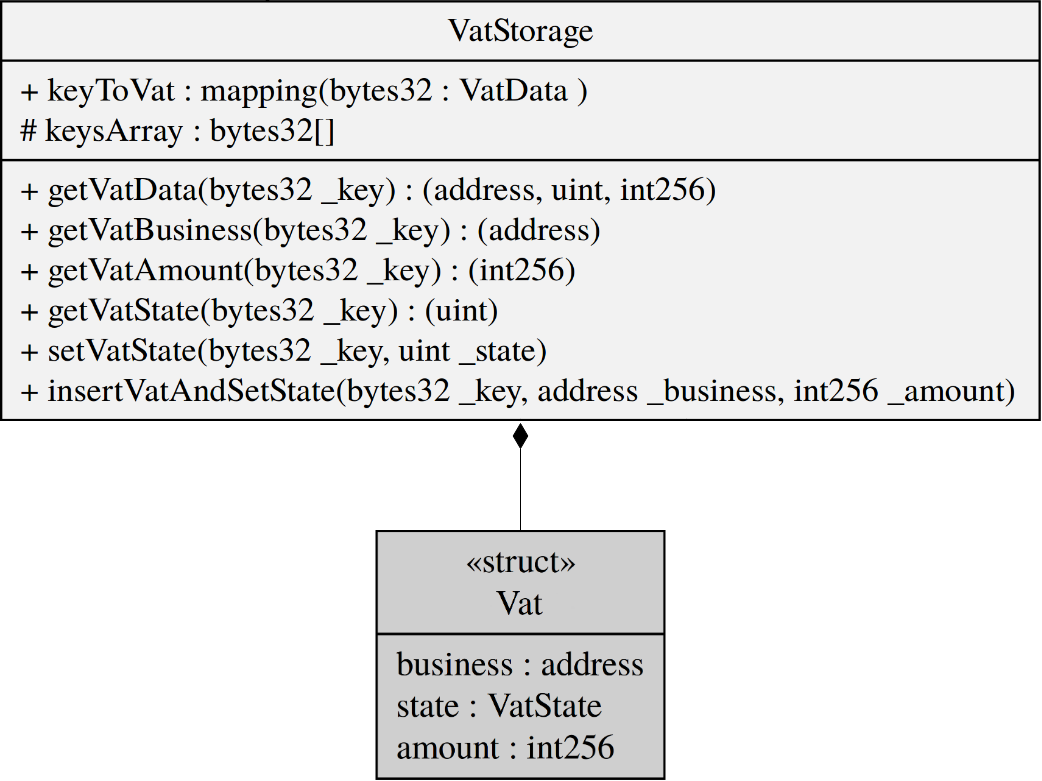 VatStorage
+ keyToVat : mapping(bytes32 : VatData )
# keysArray : bytes32[]
+ getVatData(bytes32 _key) : (address, uint, int256)
+ getVatBusiness(bytes32 _key) : (address)
+ getVatAmount(bytes32 _key) : (int256)
+ getVatState(bytes32 _key) : (uint)
+ setVatState(bytes32 _key, uint _state)
+ insertVatAndSetState(bytes32 _key, address _business, int256 _amount)
«struct»
Vat
business : address
state : VatState
amount : int256